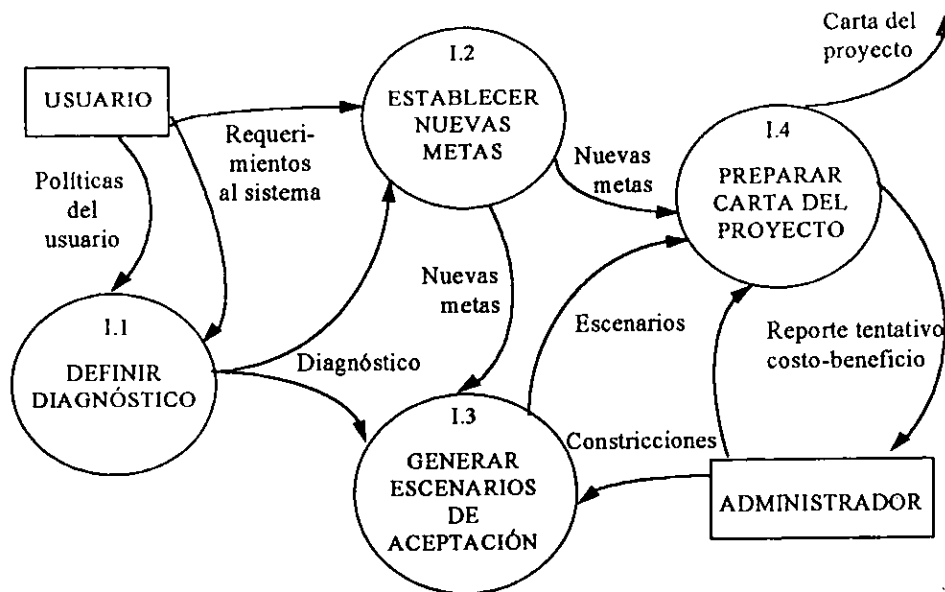 Carta del
proyecto
I.2
ESTABLECER
NUEVAS
METAS
USUARIO
Requeri-
mientos
al sistema
I.4
PREPARAR
CARTA DEL
PROYECTO
Nuevas
metas
Políticas
del
usuario
Nuevas
metas
Escenarios
I.1
DEFINIR
DIAGNÓSTICO
Diagnóstico
Reporte tentativo
costo-beneficio
I.3
GENERAR
ESCENARIOS
DE
ACEPTACIÓN
Constricciones
ADMINISTRADOR